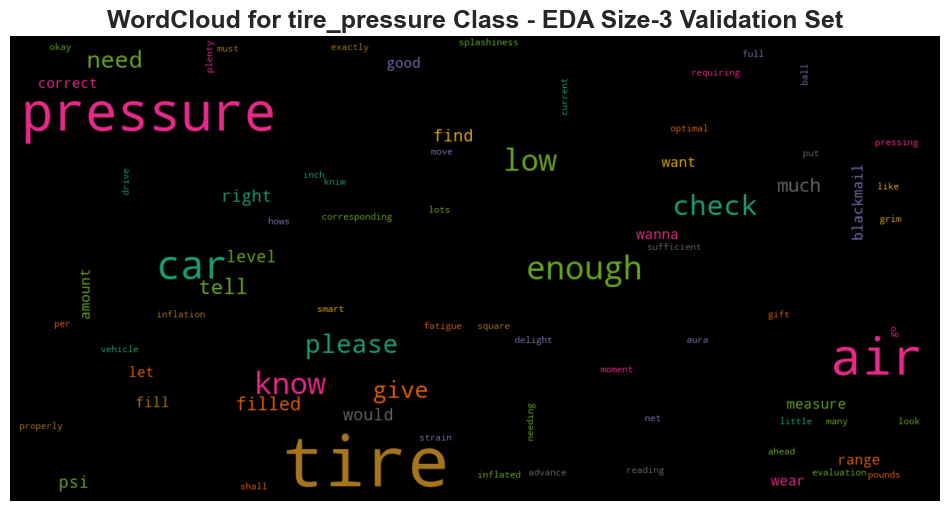 WordCloud for tire_pressure Class - EDA Size-3 Validation Set
okay
must
exactly
splashiness
plenty
need
good
full
correct
requiring
ball
current
pressure
find
optimal
low
move
want
put
pressing
inch
kniw
drive
right
much
like
check
blackmail
grim
hows
corresponding
lots
wanna
sufficient
car
level
enough
tell
amount
inflation
smart
per
fatigue
square
gift
go
delight
aura
vehicle
please
air
let
know
moment
give
fill
filled
would
measure
net
little
many
look
needing
properly
strain
tire
ahead
range
reading
advance
inflated
evaluation
pounds
psi
shall
wear